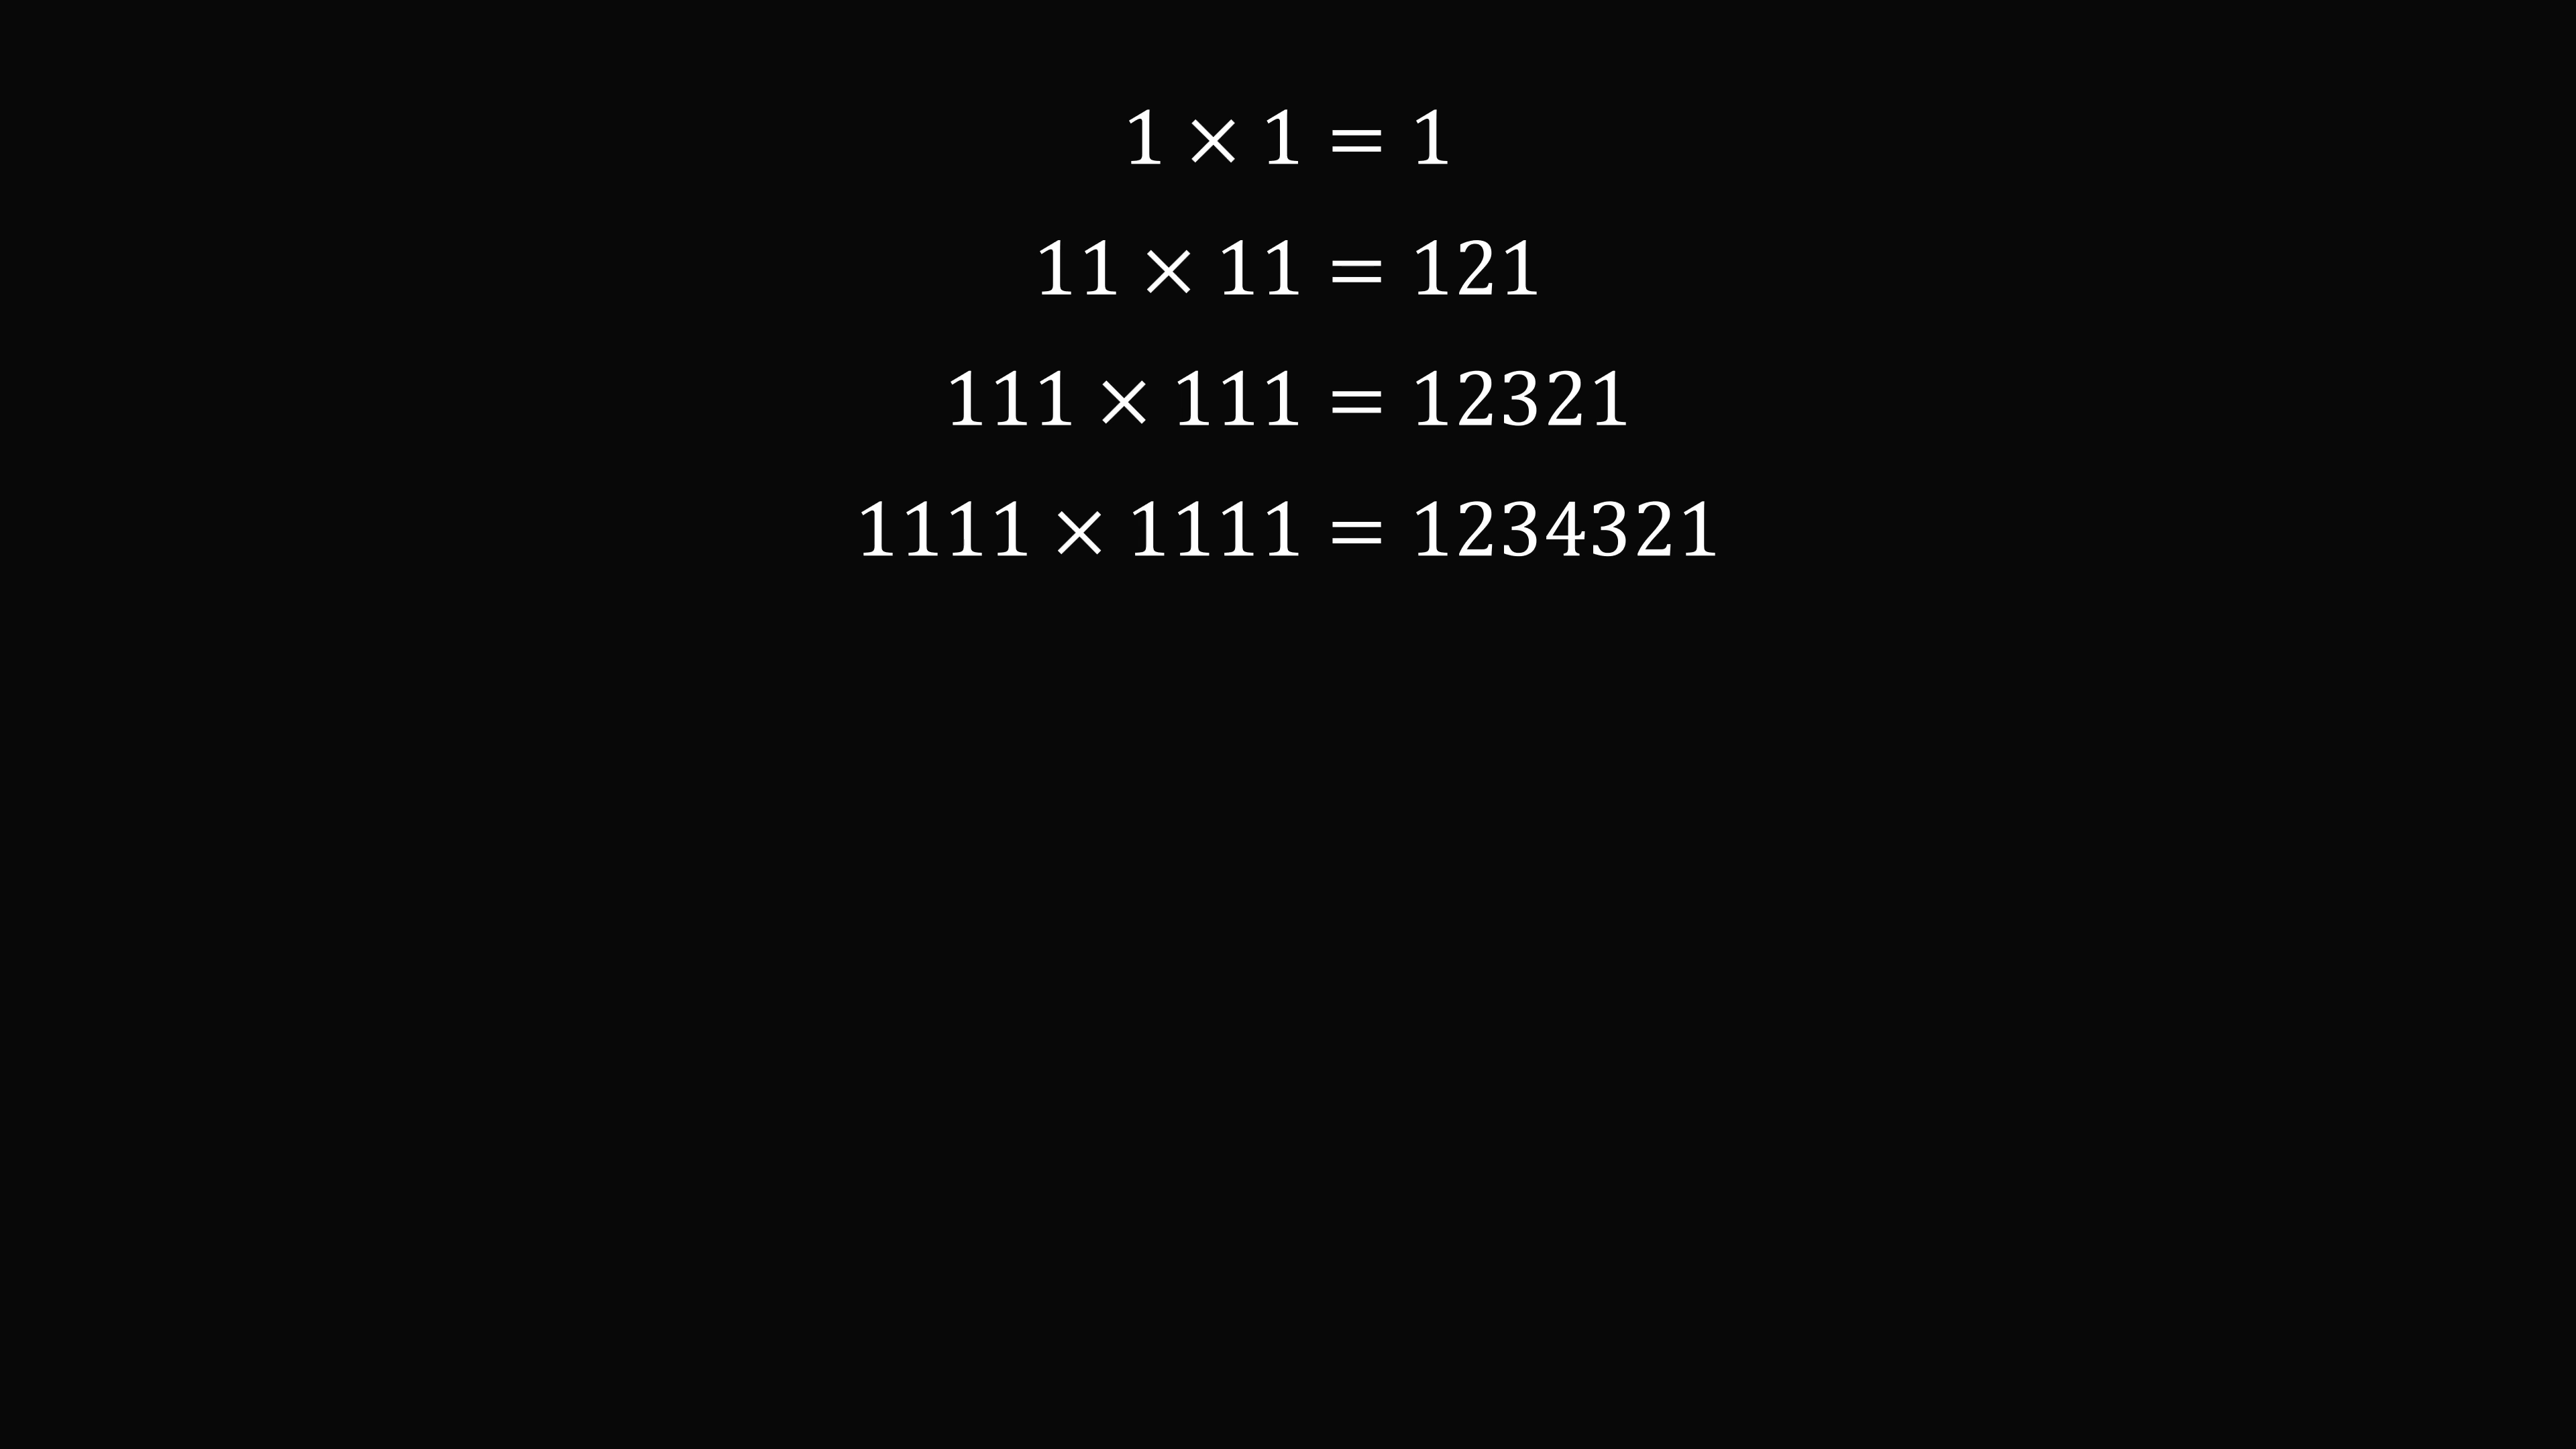 1 × 1 = 1
11 × 11 = 121
111 × 111 = 12321
1111 × 1111 = 1234321